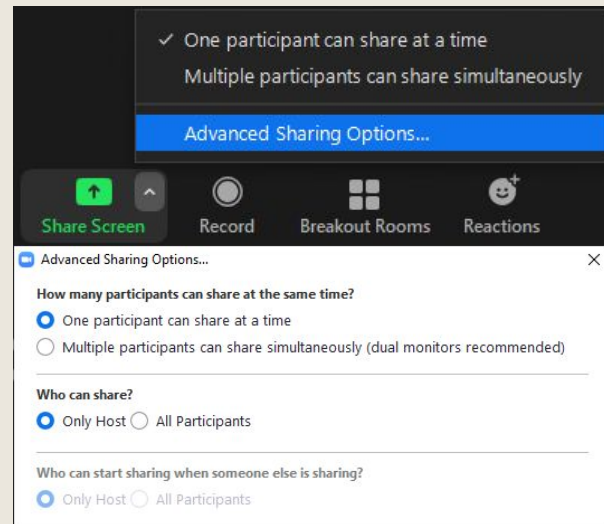 One participant can share at a time
Multiple participants can share simultaneously
Advanced Sharing Options...
Share Screen
Record
Breakout Rooms
Reactions
Advanced Sharing Options...
How many participants can share at the same time?
One participant can share at a time
Multiple participants can share simultaneously (dual monitors recommended)
Who can share?
Only Host All Participants
Who can start sharing when someone else is sharing?
Only Host All Participants